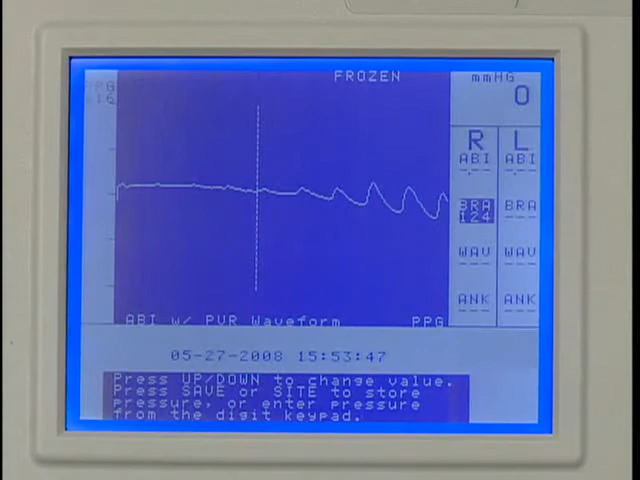 FROZEN
mmHG
0
PPG
x16
R L
ABI ABI
--.-- --.--
BRA BRA
124 ---
WAV WAV
--- ---
ANK ANK
--- ---
ABI w/ PVR Waveform PPG
05-27-2008 15:53:47
Press UP/DOWN to change value.
Press SAVE or SITE to store
pressure, or enter pressure
from the digit keypad.